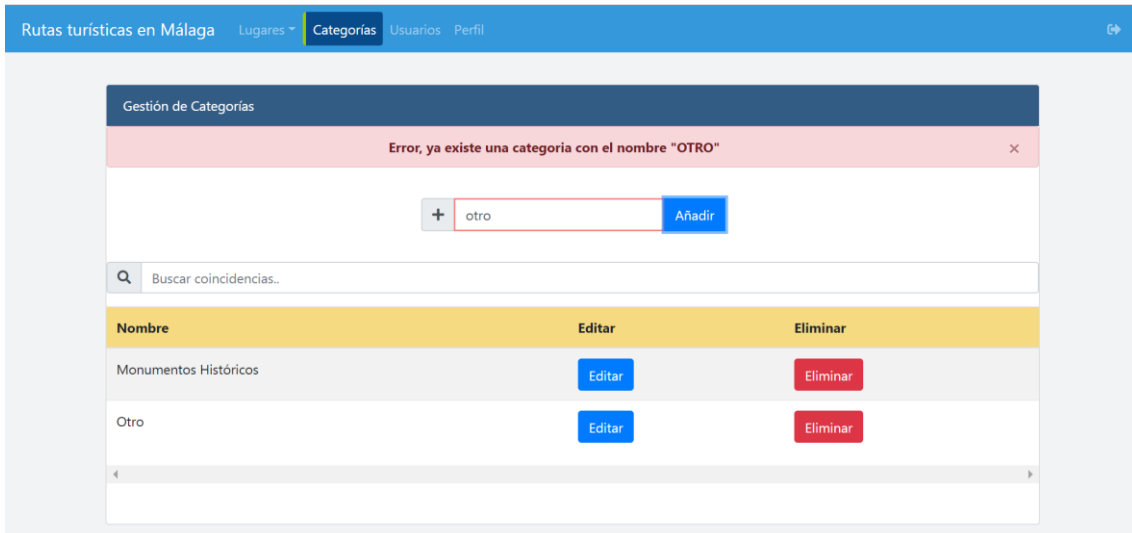 Rutas turísticas en Málaga Lugares Categorías Usuarios Perfil
Gestión de Categorías
Error, ya existe una categoria con el nombre "OTRO"
×
otro Añadir
Buscar coincidencias..
Nombre Editar Eliminar
Monumentos Históricos Editar Eliminar
Otro Editar Eliminar